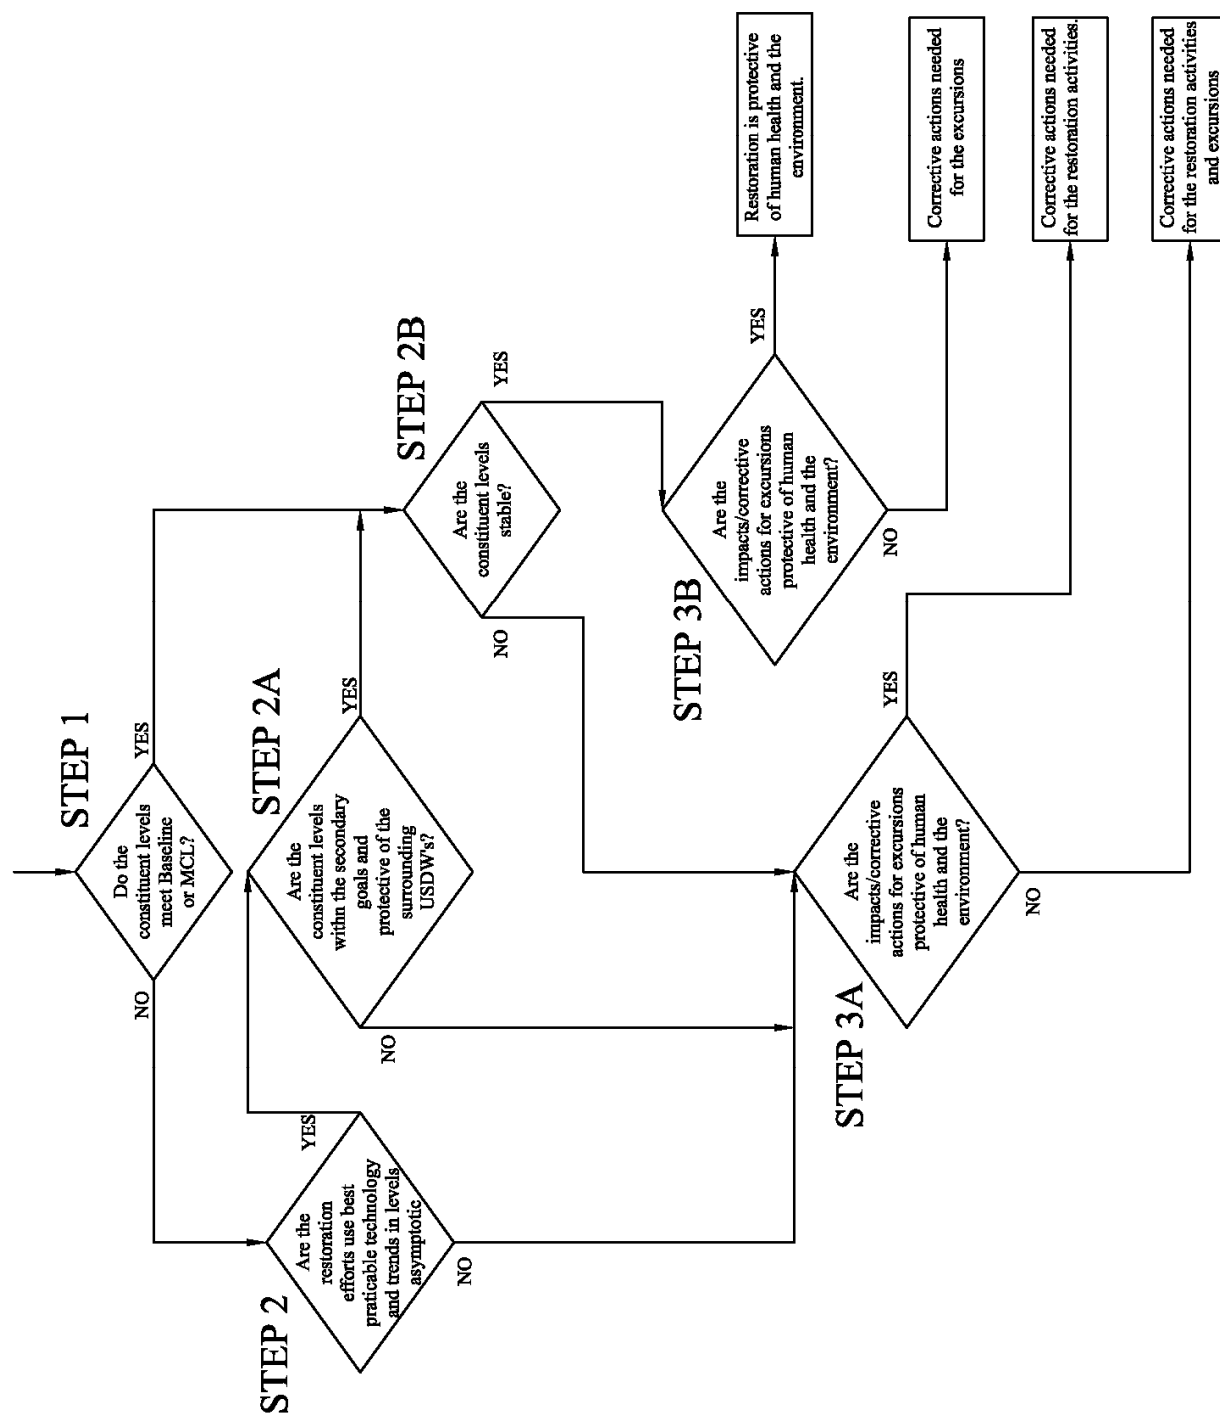 STEP 1
Do the
constituent levels
meet Baseline
or MCL?
YES
NO
STEP 2
Are the
restoration
efforts use best
praticable technology
and trends in levels
asymptotic
YES
NO
STEP 2A
Are the
constituent levels
withn the secondary
goals and
protective of the
surrounding
USDW's?
YES
NO
STEP 2B
Are the
constituent levels
stable?
YES
NO
STEP 3B
Are the
impacts/corrective
actions for excursions
protective of human
health and the
environment?
YES
NO
STEP 3A
Are the
impacts/corrective
actions for excursions
protective of human
health and the
environment?
YES
NO
Restoration is protective
of human health and the
environment.
Corrective actions needed
for the excursions
Corrective actions needed
for the restoration activities.
Corrective actions needed
for the restoration activities
and excursions